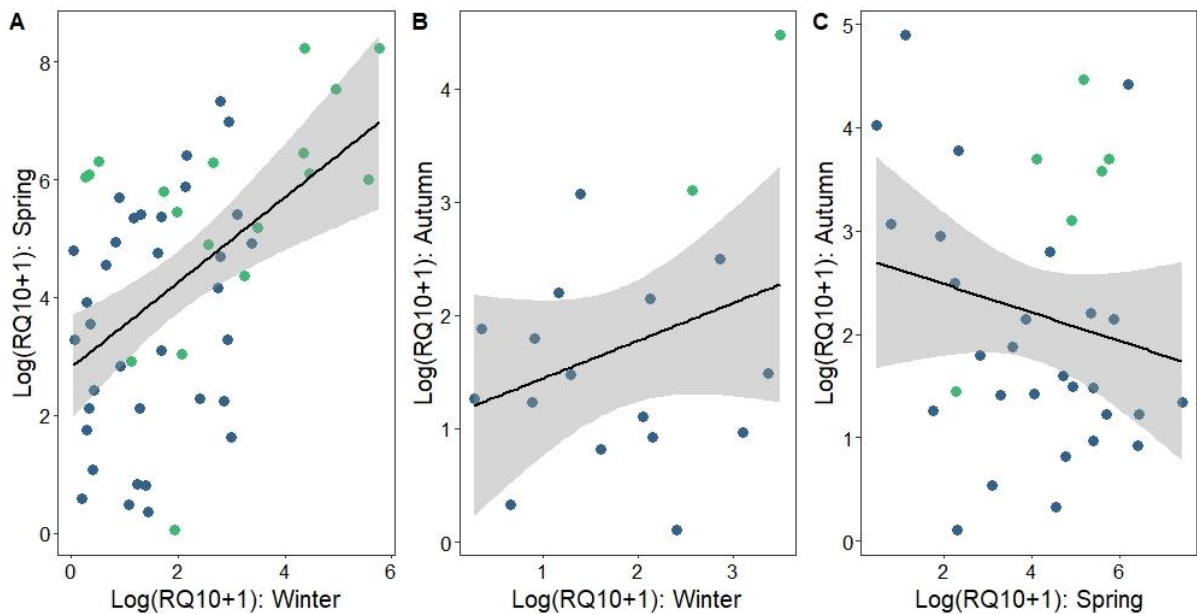 A
8
6
4
2
0
Log(RQ10+1): Spring
0 2 4 6
Log(RQ10+1): Winter
B
4
3
2
1
0
Log(RQ10+1): Autumn
1 2 3
Log(RQ10+1): Winter
C
5
4
3
2
1
0
Log(RQ10+1): Autumn
2 4 6
Log(RQ10+1): Spring